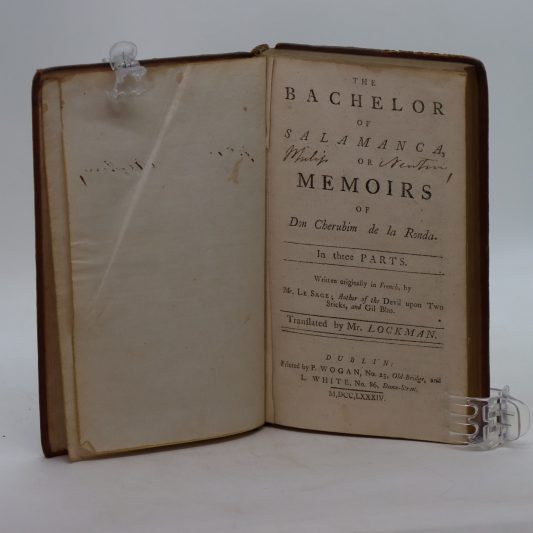 THE
BACHELOR
OF
SALAMANCA,
Philip Newton
OR
MEMOIRS
OF
Don Cherubim de la Ronda.
In three PARTS.
Written originally in French, by
Mr. LE SAGE; Author of the Devil upon Two
Sticks, and Gil Blas.
Translated by Mr. LOCKMAN.
DUBLIN:
Printed by P. WOGAN, No. 23, Old-Bridge, and
L. WHITE, No. 86, Dame-Street.
M,DCC,LXXXIV.